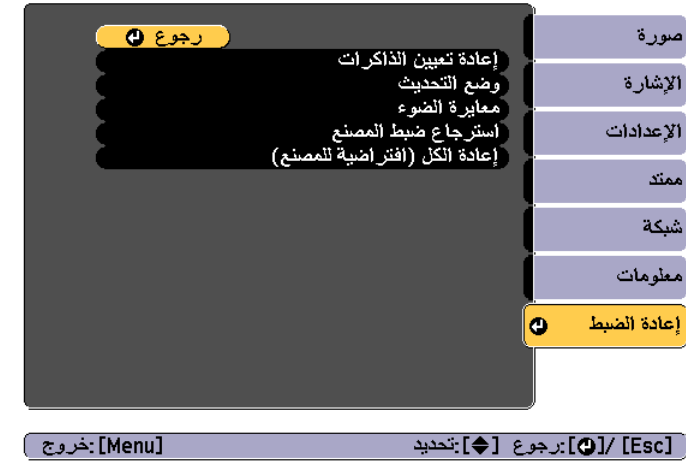 رجوع
إعادة تعيين الذاكرات
وضع التحديث
معايرة الضوء
استرجاع ضبط المصنع
إعادة الكل (افتراضية للمصنع)
صورة
الإشارة
الإعدادات
ممتد
شبكة
معلومات
إعادة الضبط
[Esc] /[⏎]:رجوع [◆]:تحديد [Menu]:خروج